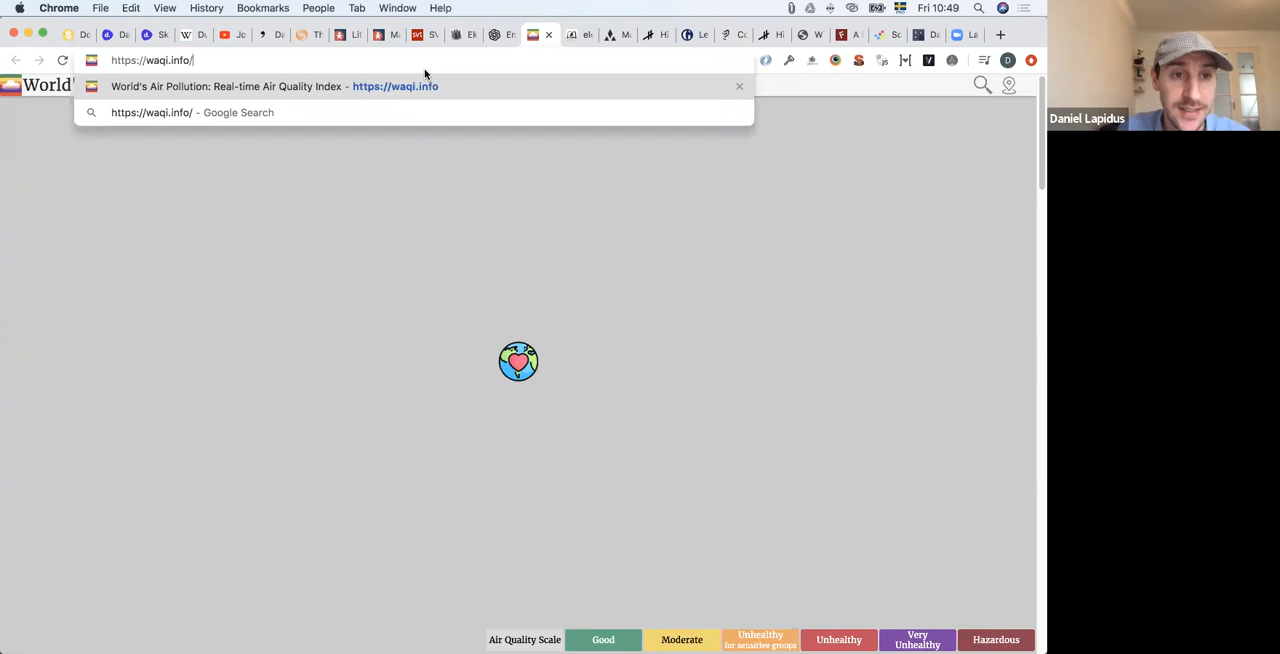 Chrome File Edit View History Bookmarks People Tab Window Help Fri 10:49
https://waqi.info/
World's Air Pollution: Real-time Air Quality Index - https://waqi.info
https://waqi.info/ - Google Search
World'
Daniel Lapidus
Air Quality Scale
Good
Moderate
Unhealthy
for sensitive groups
Unhealthy
Very
Unhealthy
Hazardous